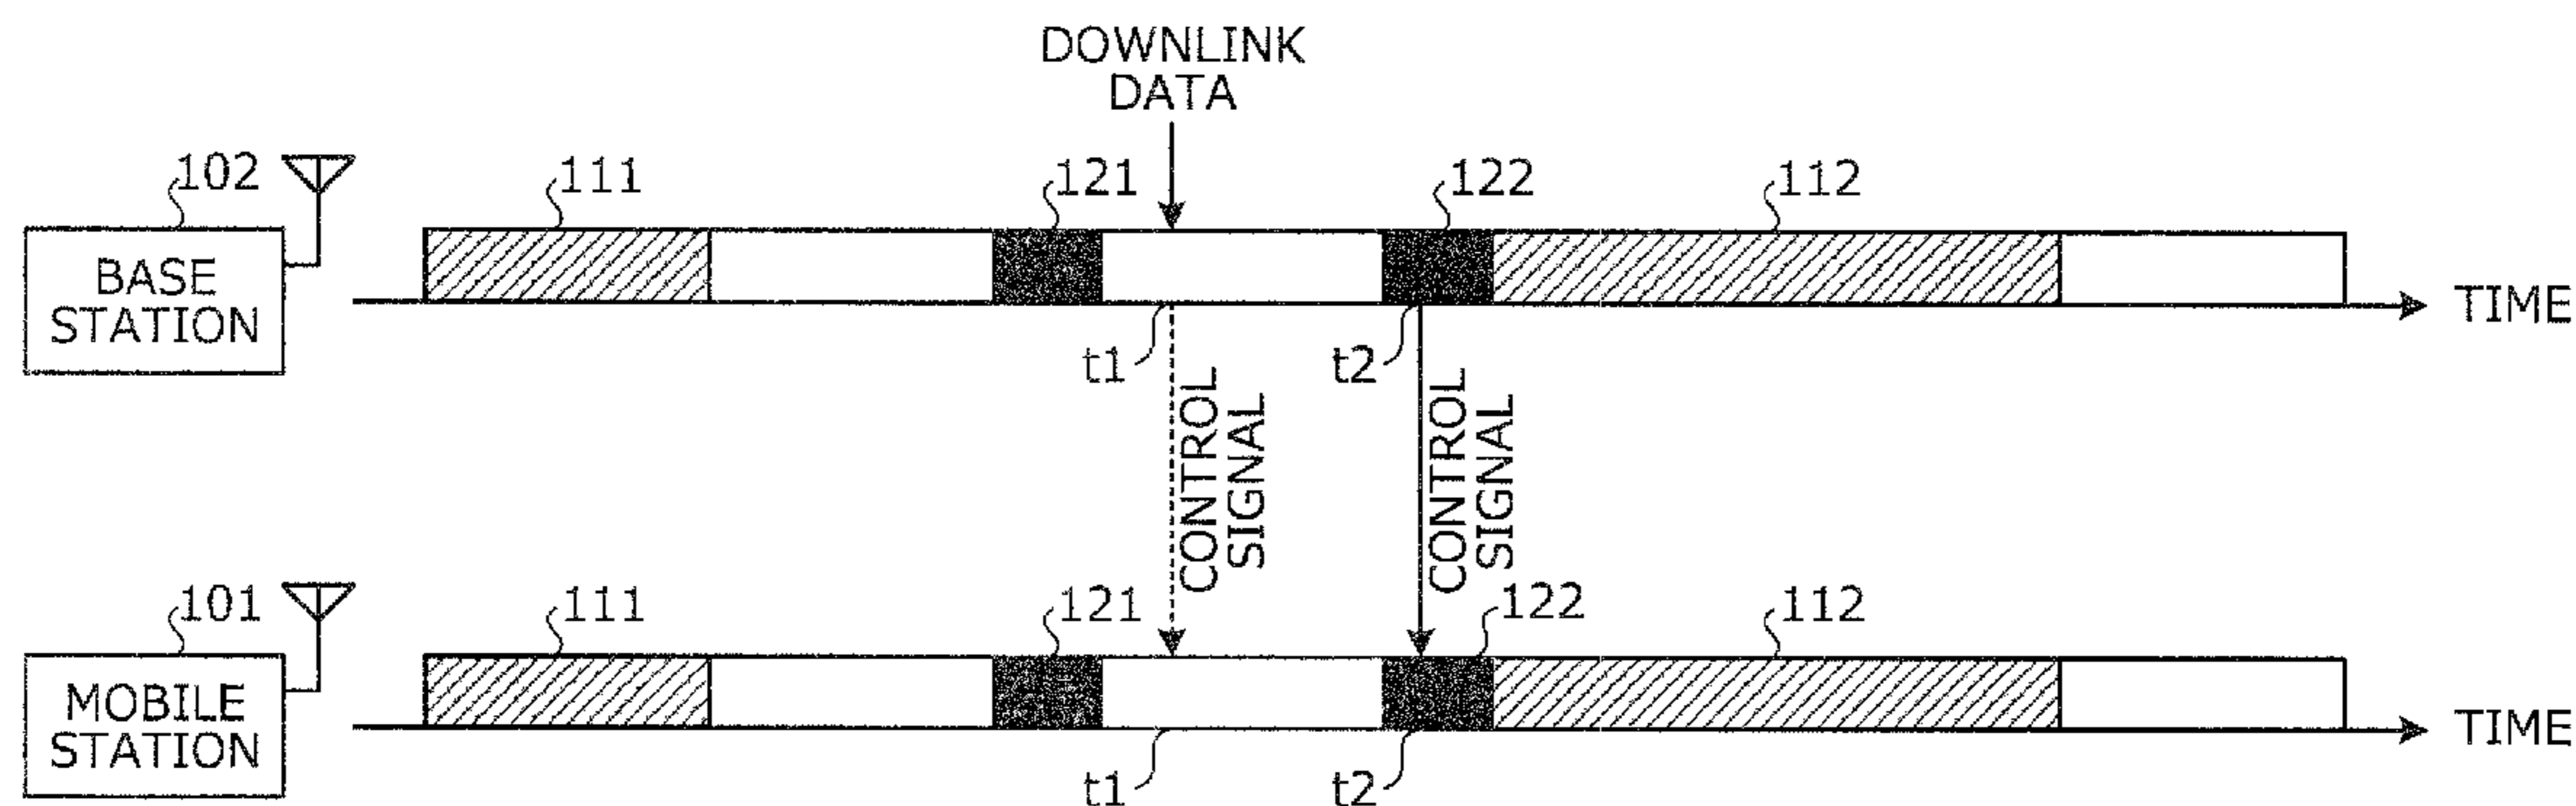 DOWNLINK
DATA
102
111
121
122
112
BASE
STATION
TIME
t1
t2
CONTROL
SIGNAL
CONTROL
SIGNAL
101
111
121
122
112
MOBILE
STATION
TIME
t1
t2